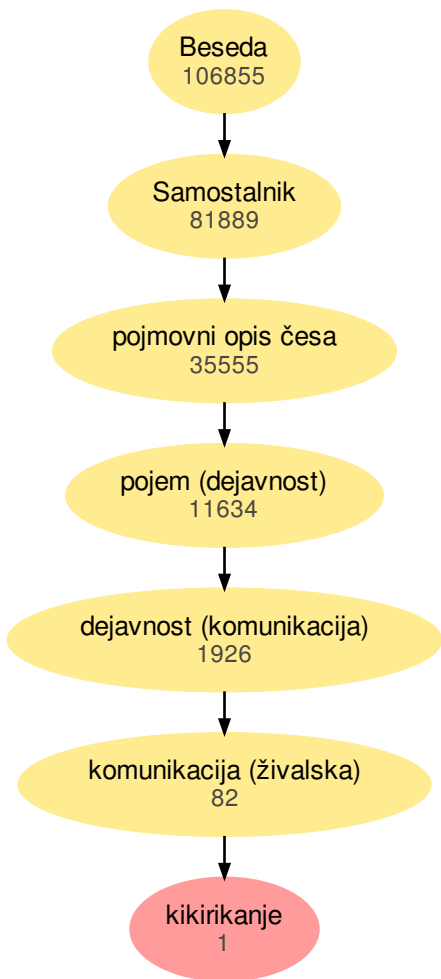 Beseda
106855
Samostalnik
81889
pojmovni opis česa
35555
pojem (dejavnost)
11634
dejavnost (komunikacija)
1926
komunikacija (živalska)
82
kikirikanje
1